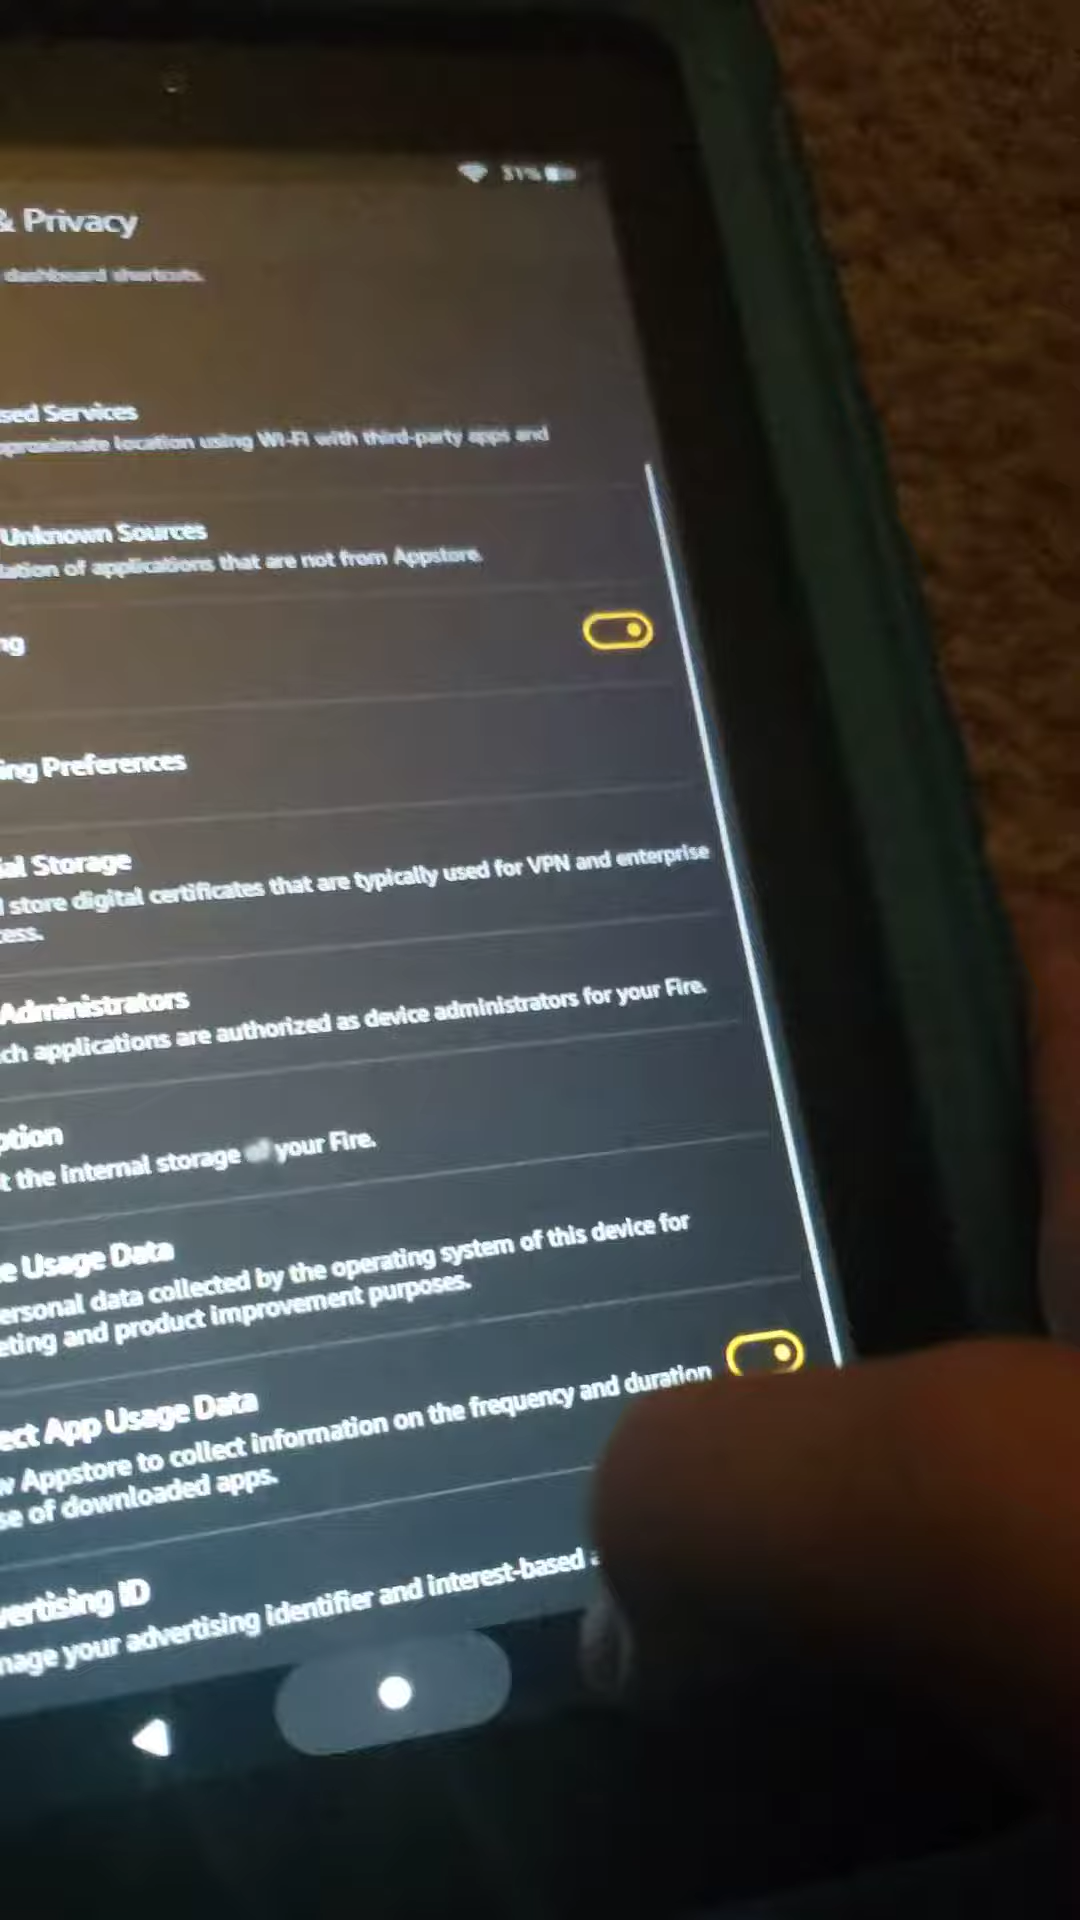 31%
& Privacy
dashboard shortcuts.
sed Services
pproximate location using Wi-Fi with third-party apps and
Unknown Sources
lation of applications that are not from Appstore.
ng
ing Preferences
ial Storage
store digital certificates that are typically used for VPN and enterprise
cess.
Administrators
ch applications are authorized as device administrators for your Fire.
ption
t the internal storage of your Fire.
e Usage Data
ersonal data collected by the operating system of this device for
eting and product improvement purposes.
ect App Usage Data
w Appstore to collect information on the frequency and duration
se of downloaded apps.
vertising ID
nage your advertising identifier and interest-based a